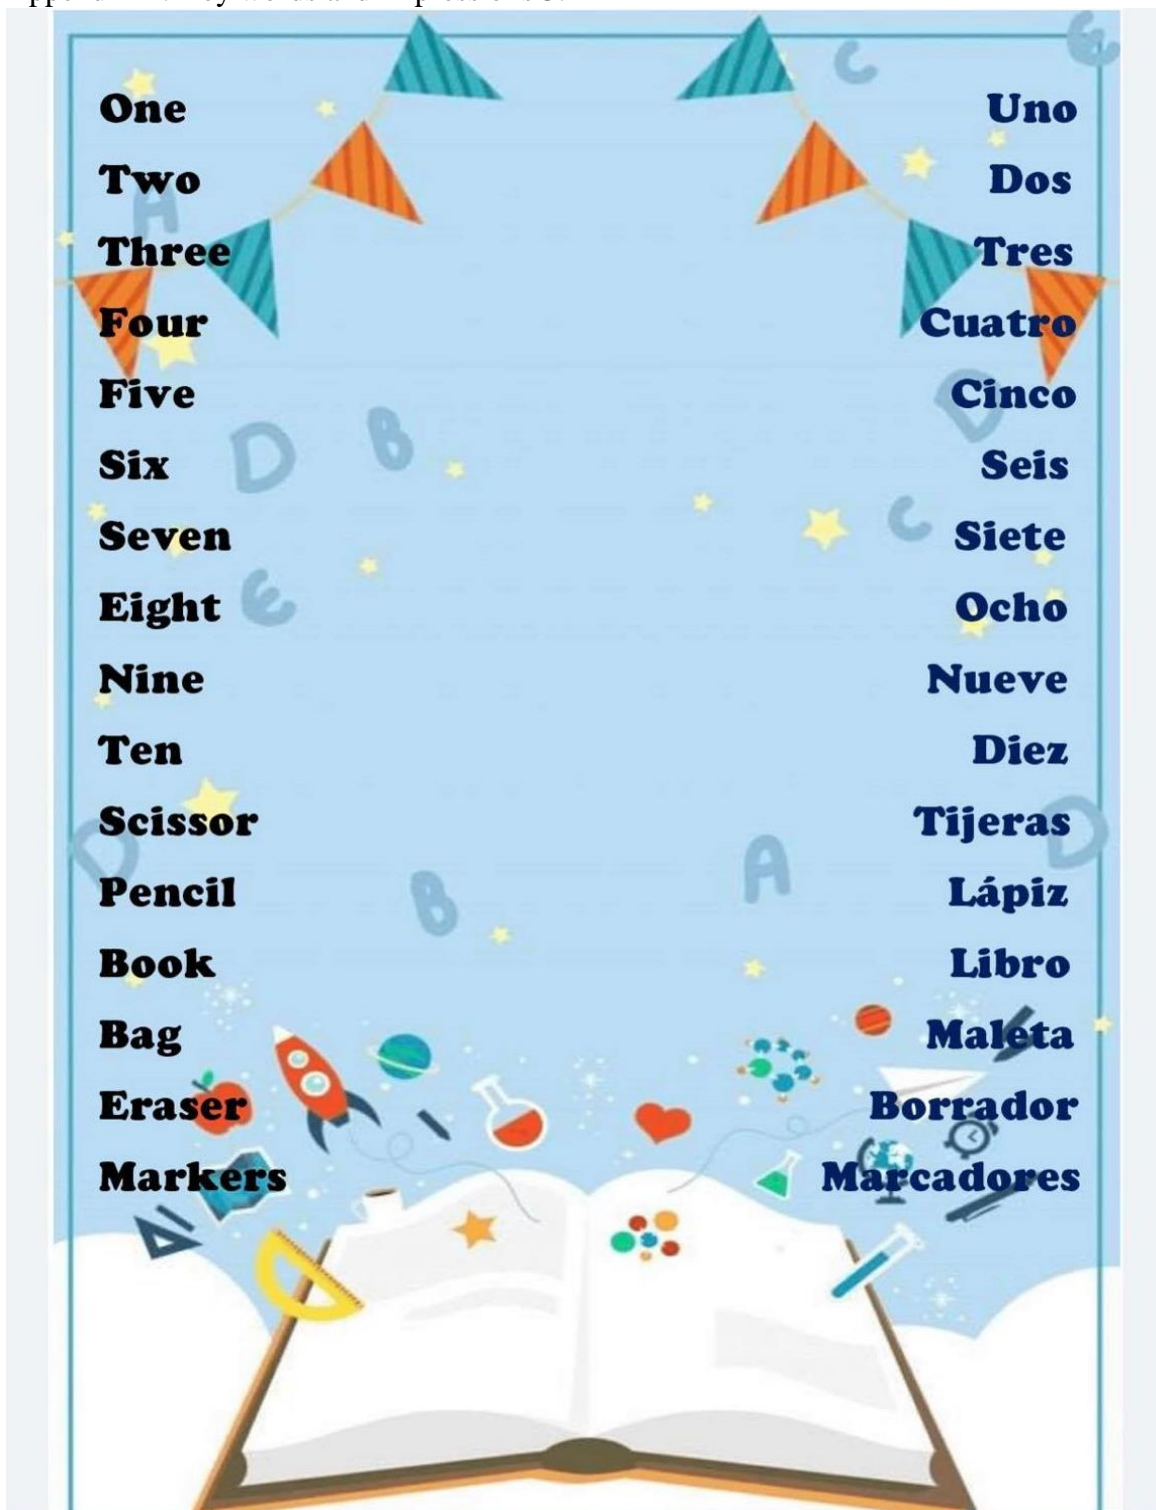 One Uno
Two Dos
Three Tres
Four Cuatro
Five Cinco
Six Seis
Seven Siete
Eight Ocho
Nine Nueve
Ten Diez
Scissor Tijeras
Pencil Lápiz
Book Libro
Bag Maleta
Eraser Borrador
Markers Marcadores